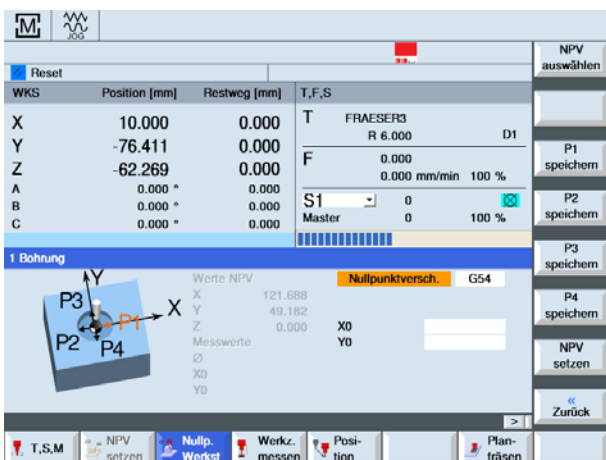 M
JOG
NPV
auswählen
Reset
WKS Position [mm] Restweg [mm] T,F,S
X 10.000 0.000 T FRAESER3
R 6.000 D1
Y -76.411 0.000
F 0.000
Z -62.269 0.000
0.000 mm/min 100 %
A 0.000 ° 0.000
B 0.000 ° 0.000 S1 0
C 0.000 ° 0.000 Master 0 100 %
P1
speichern
P2
speichern
P3
speichern
P4
speichern
NPV
setzen
«
Zurück
1 Bohrung
Y
X
P3
P1
P2
P4
Werte NPV Nullpunktversch. G54
X 121.688
Y 49.182
Z 0.000 X0
Messwerte Y0
Ø
X0
Y0
>
T,S,M
NPV
setzen
Nullp.
Werkst
Werkz.
messen
Posi-
tion
Plan-
fräsen